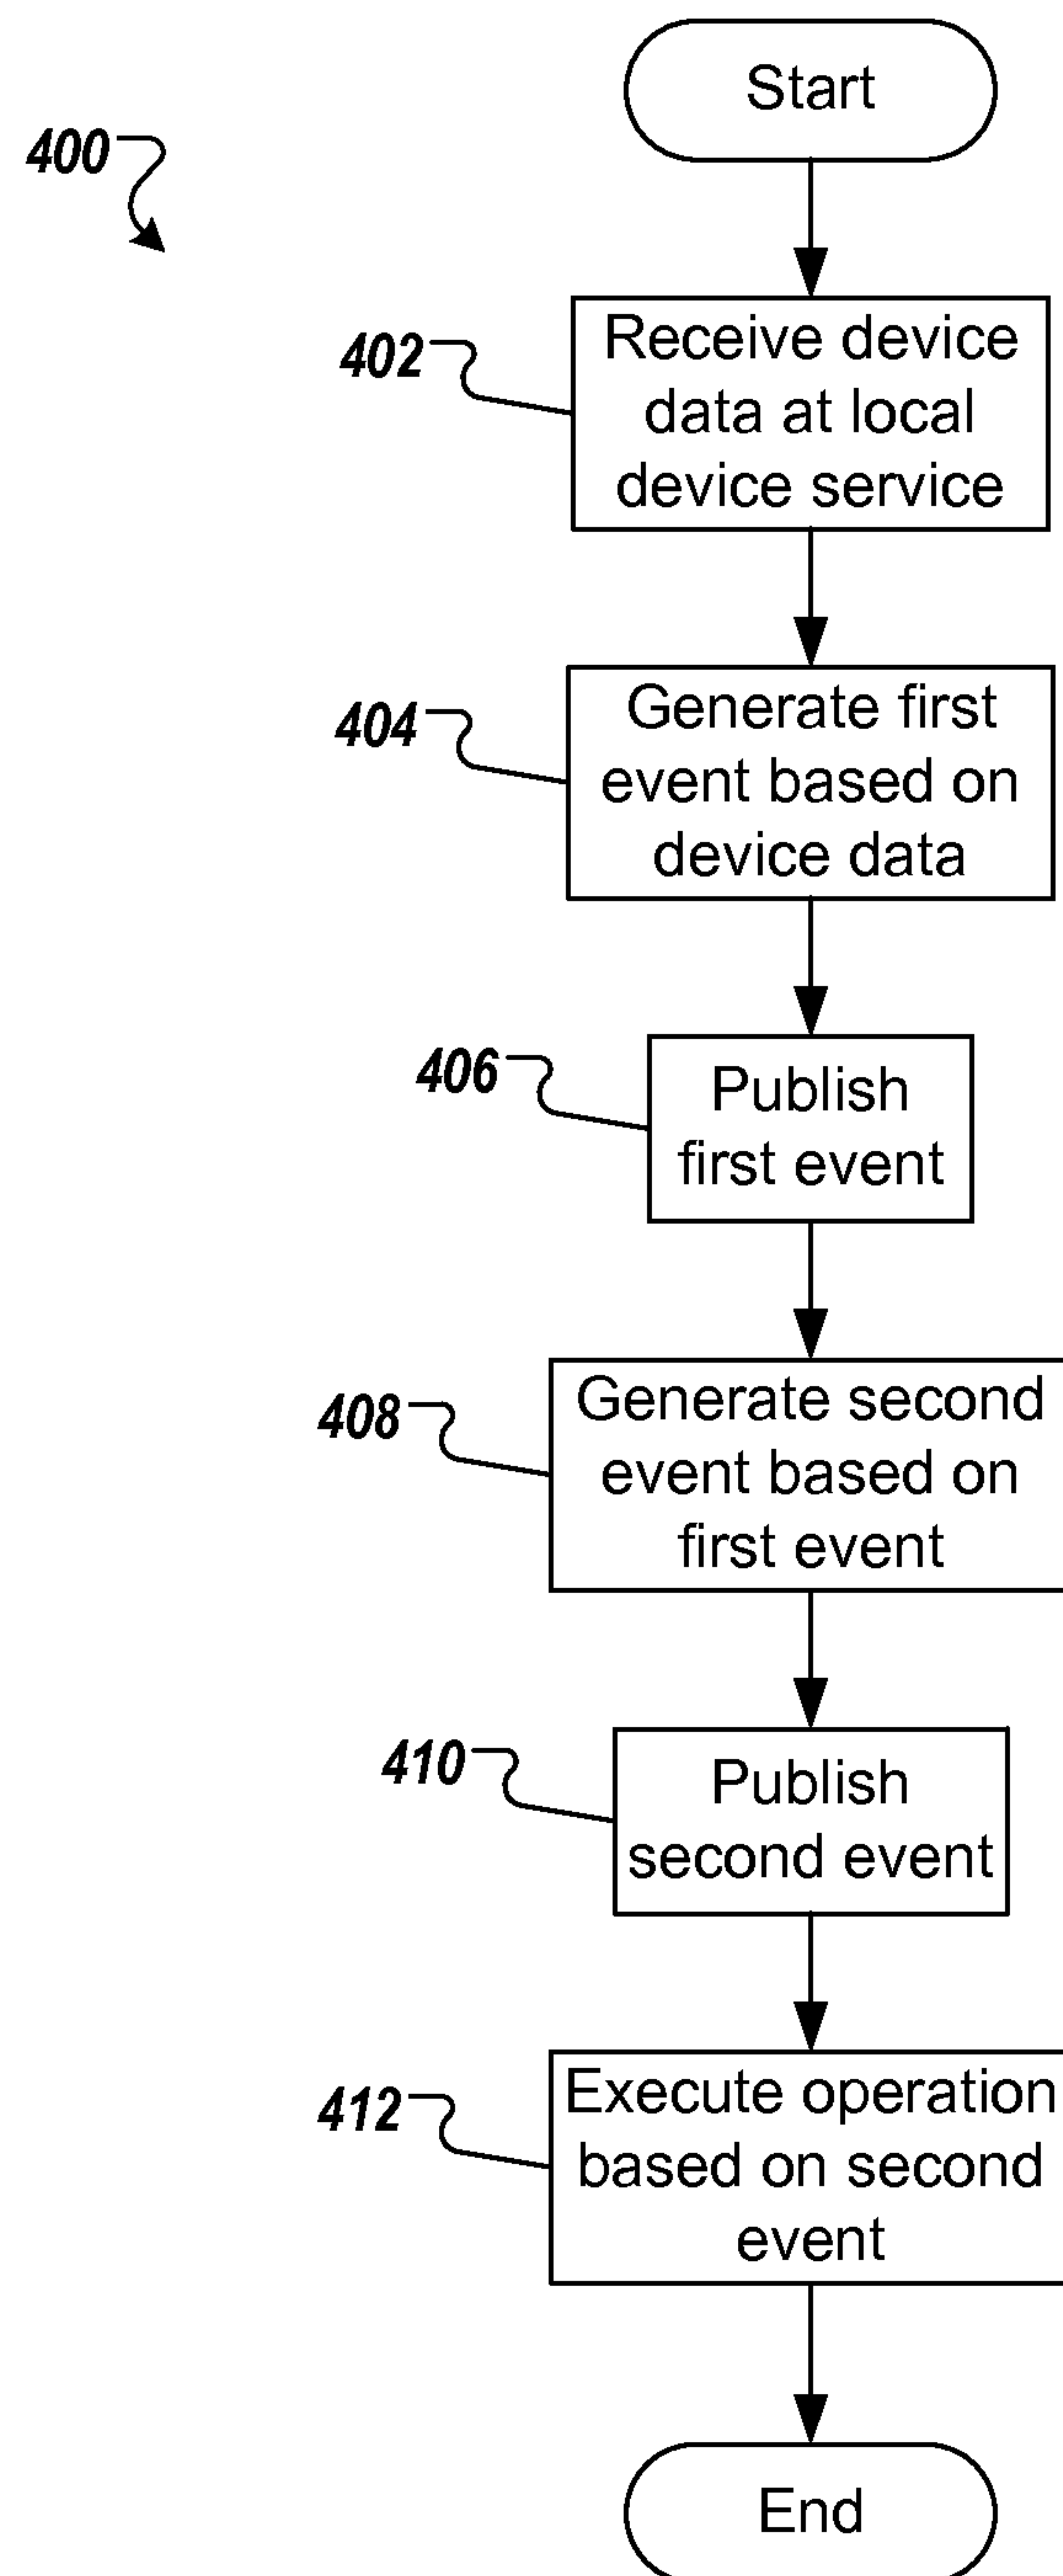 Start
400
402
Receive device
data at local
device service
404
Generate first
event based on
device data
406
Publish
first event
408
Generate second
event based on
first event
410
Publish
second event
412
Execute operation
based on second
event
End